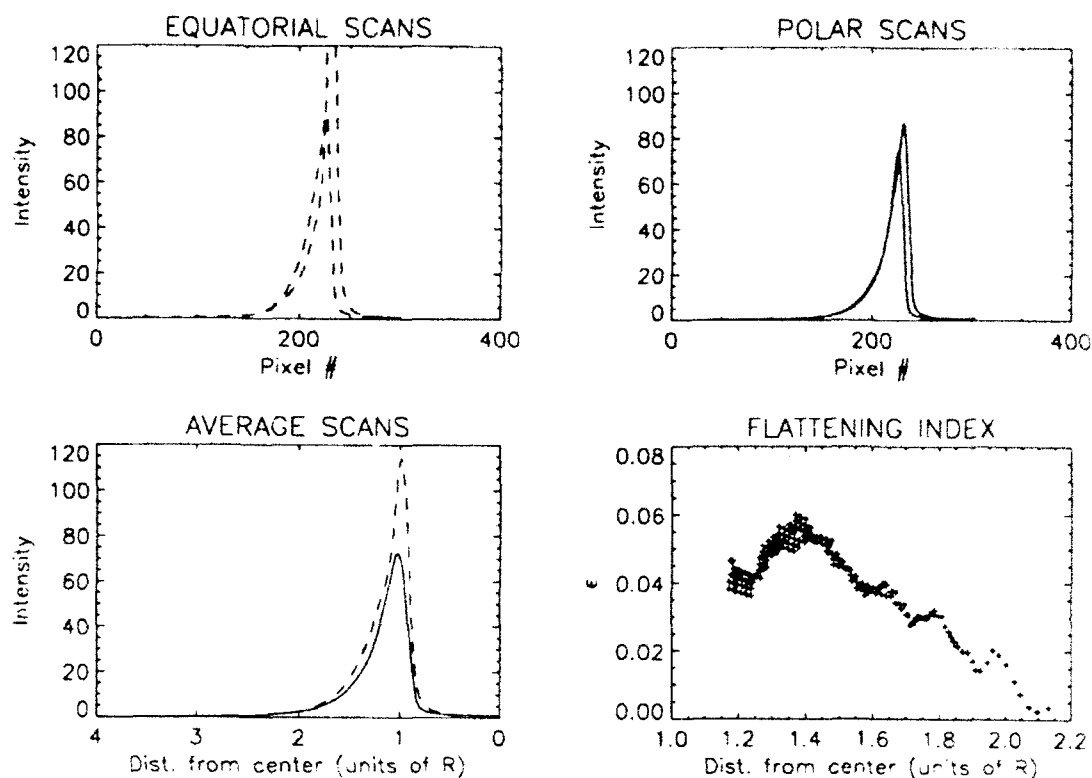 EQUATORIAL SCANS
120
100
80
60
40
20
0
Intensity
0 200 400
Pixel #
POLAR SCANS
120
100
80
60
40
20
0
Intensity
0 200 400
Pixel #
AVERAGE SCANS
120
100
80
60
40
20
0
Intensity
4 3 2 1 0
Dist. from center (units of R)
FLATTENING INDEX
0.08
0.06
0.04
0.02
0.00
ϵ
1.0 1.2 1.4 1.6 1.8 2.0 2.2
Dist. from center (units of R)